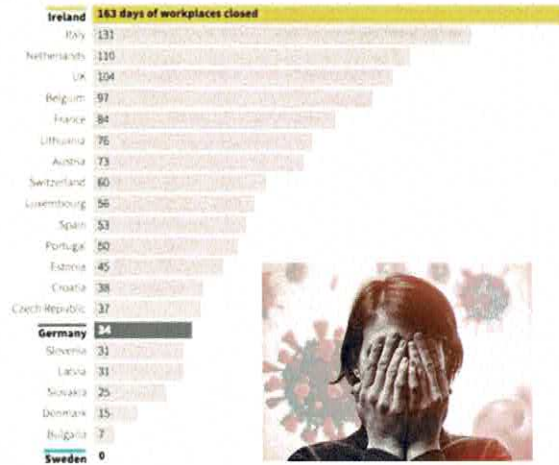 Ireland 163 days of workplaces closed
Italy 131
Netherlands 110
UK 104
Belgium 97
France 84
Lithuania 76
Austria 73
Switzerland 60
Luxembourg 56
Spain 53
Portugal 50
Estonia 45
Croatia 38
Czech Republic 37
Germany 34
Slovenia 31
Latvia 31
Slovakia 25
Denmark 15
Bulgaria 7
Sweden 0